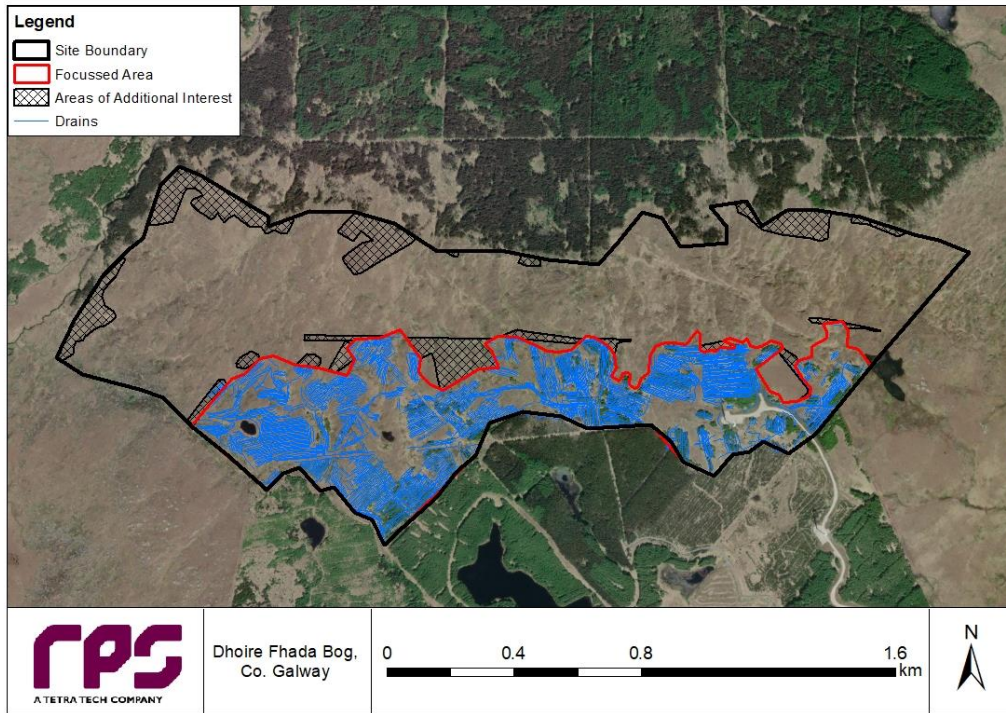 Legend
Site Boundary
Focussed Area
Areas of Additional Interest
Drains
rps
A TETRA TECH COMPANY
Dhoire Fhada Bog,
Co. Galway
0 0.4 0.8 1.6
km
N